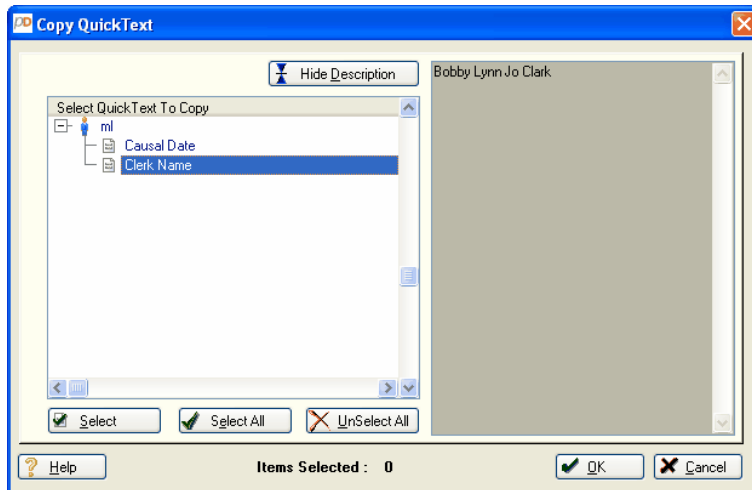 PD Copy QuickText
Hide Description
Bobby Lynn Jo Clark
Select QuickText To Copy
ml
Causal Date
Clerk Name
Select Select All UnSelect All
? Help Items Selected : 0 OK Cancel